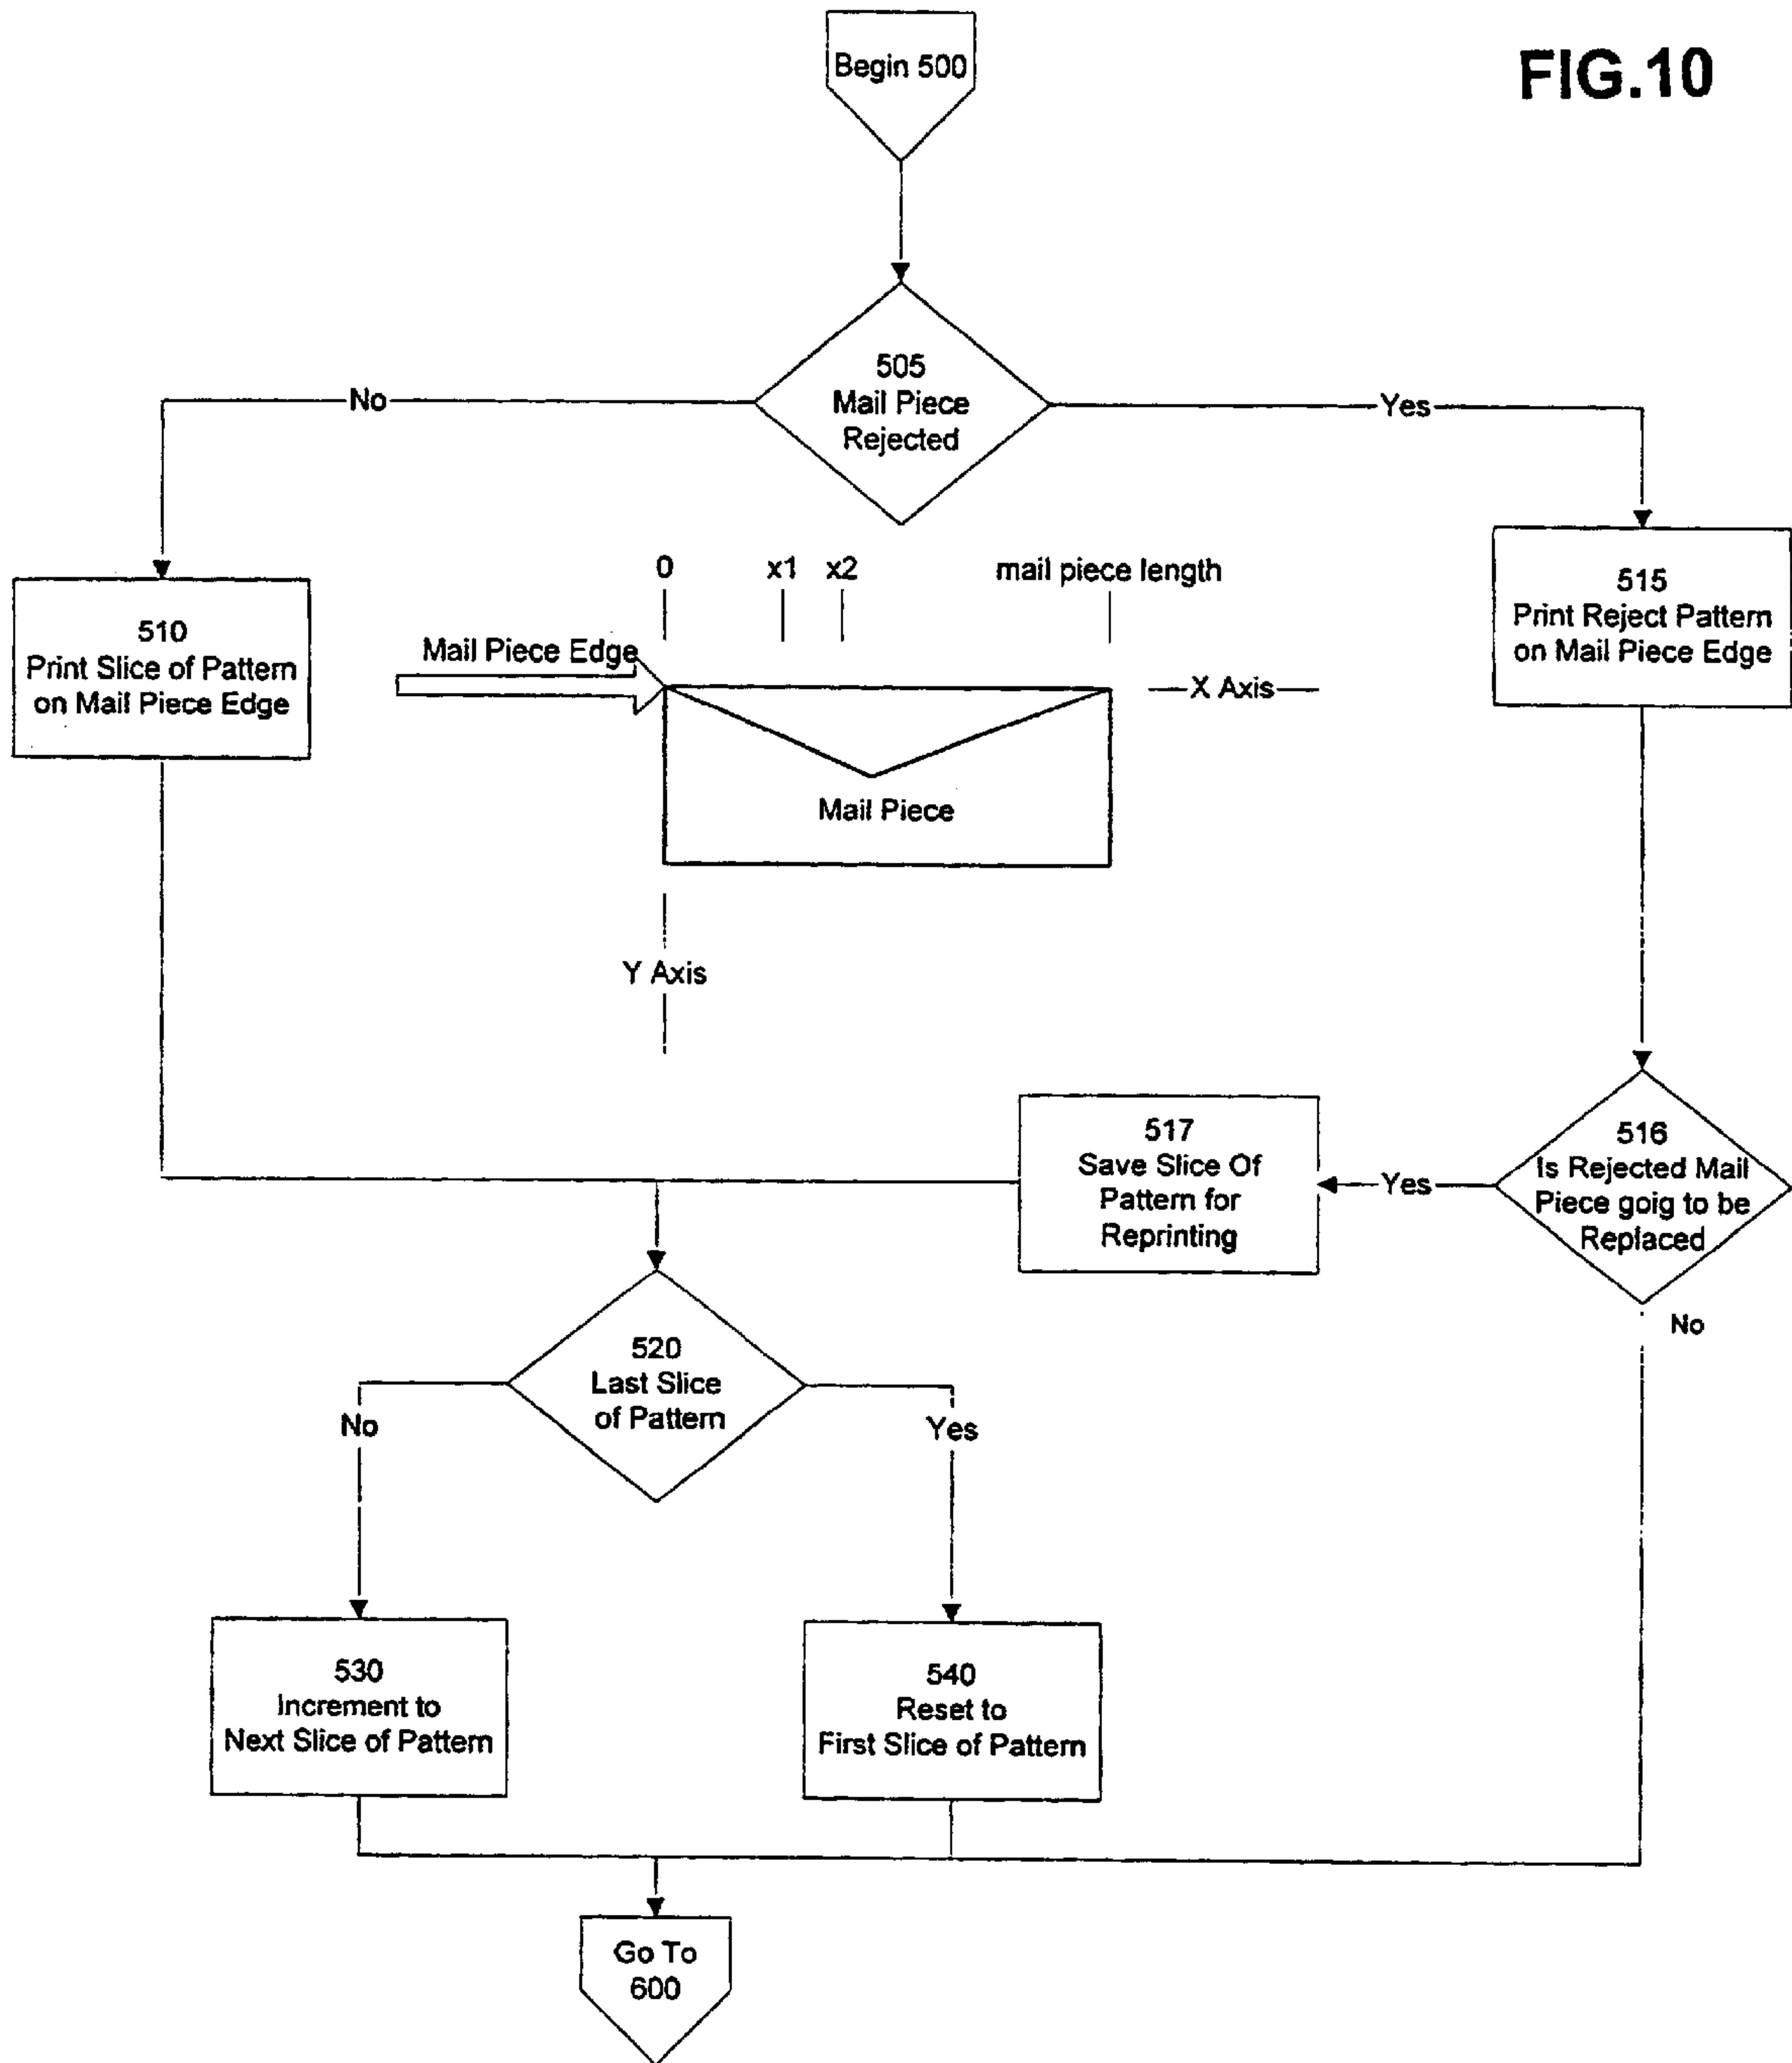 FIG.10
Begin 500
505
Mail Piece
Rejected
No
Yes
0
x1
x2
mail piece length
510
Print Slice of Pattern
on Mail Piece Edge
Mail Piece Edge
X Axis
515
Print Reject Pattern
on Mail Piece Edge
Mail Piece
Y Axis
517
Save Slice Of
Pattern for
Reprinting
Yes
516
Is Rejected Mail
Piece goig to be
Replaced
No
520
Last Slice
of Pattern
No
Yes
530
Increment to
Next Slice of Pattern
540
Reset to
First Slice of Pattern
Go To
600